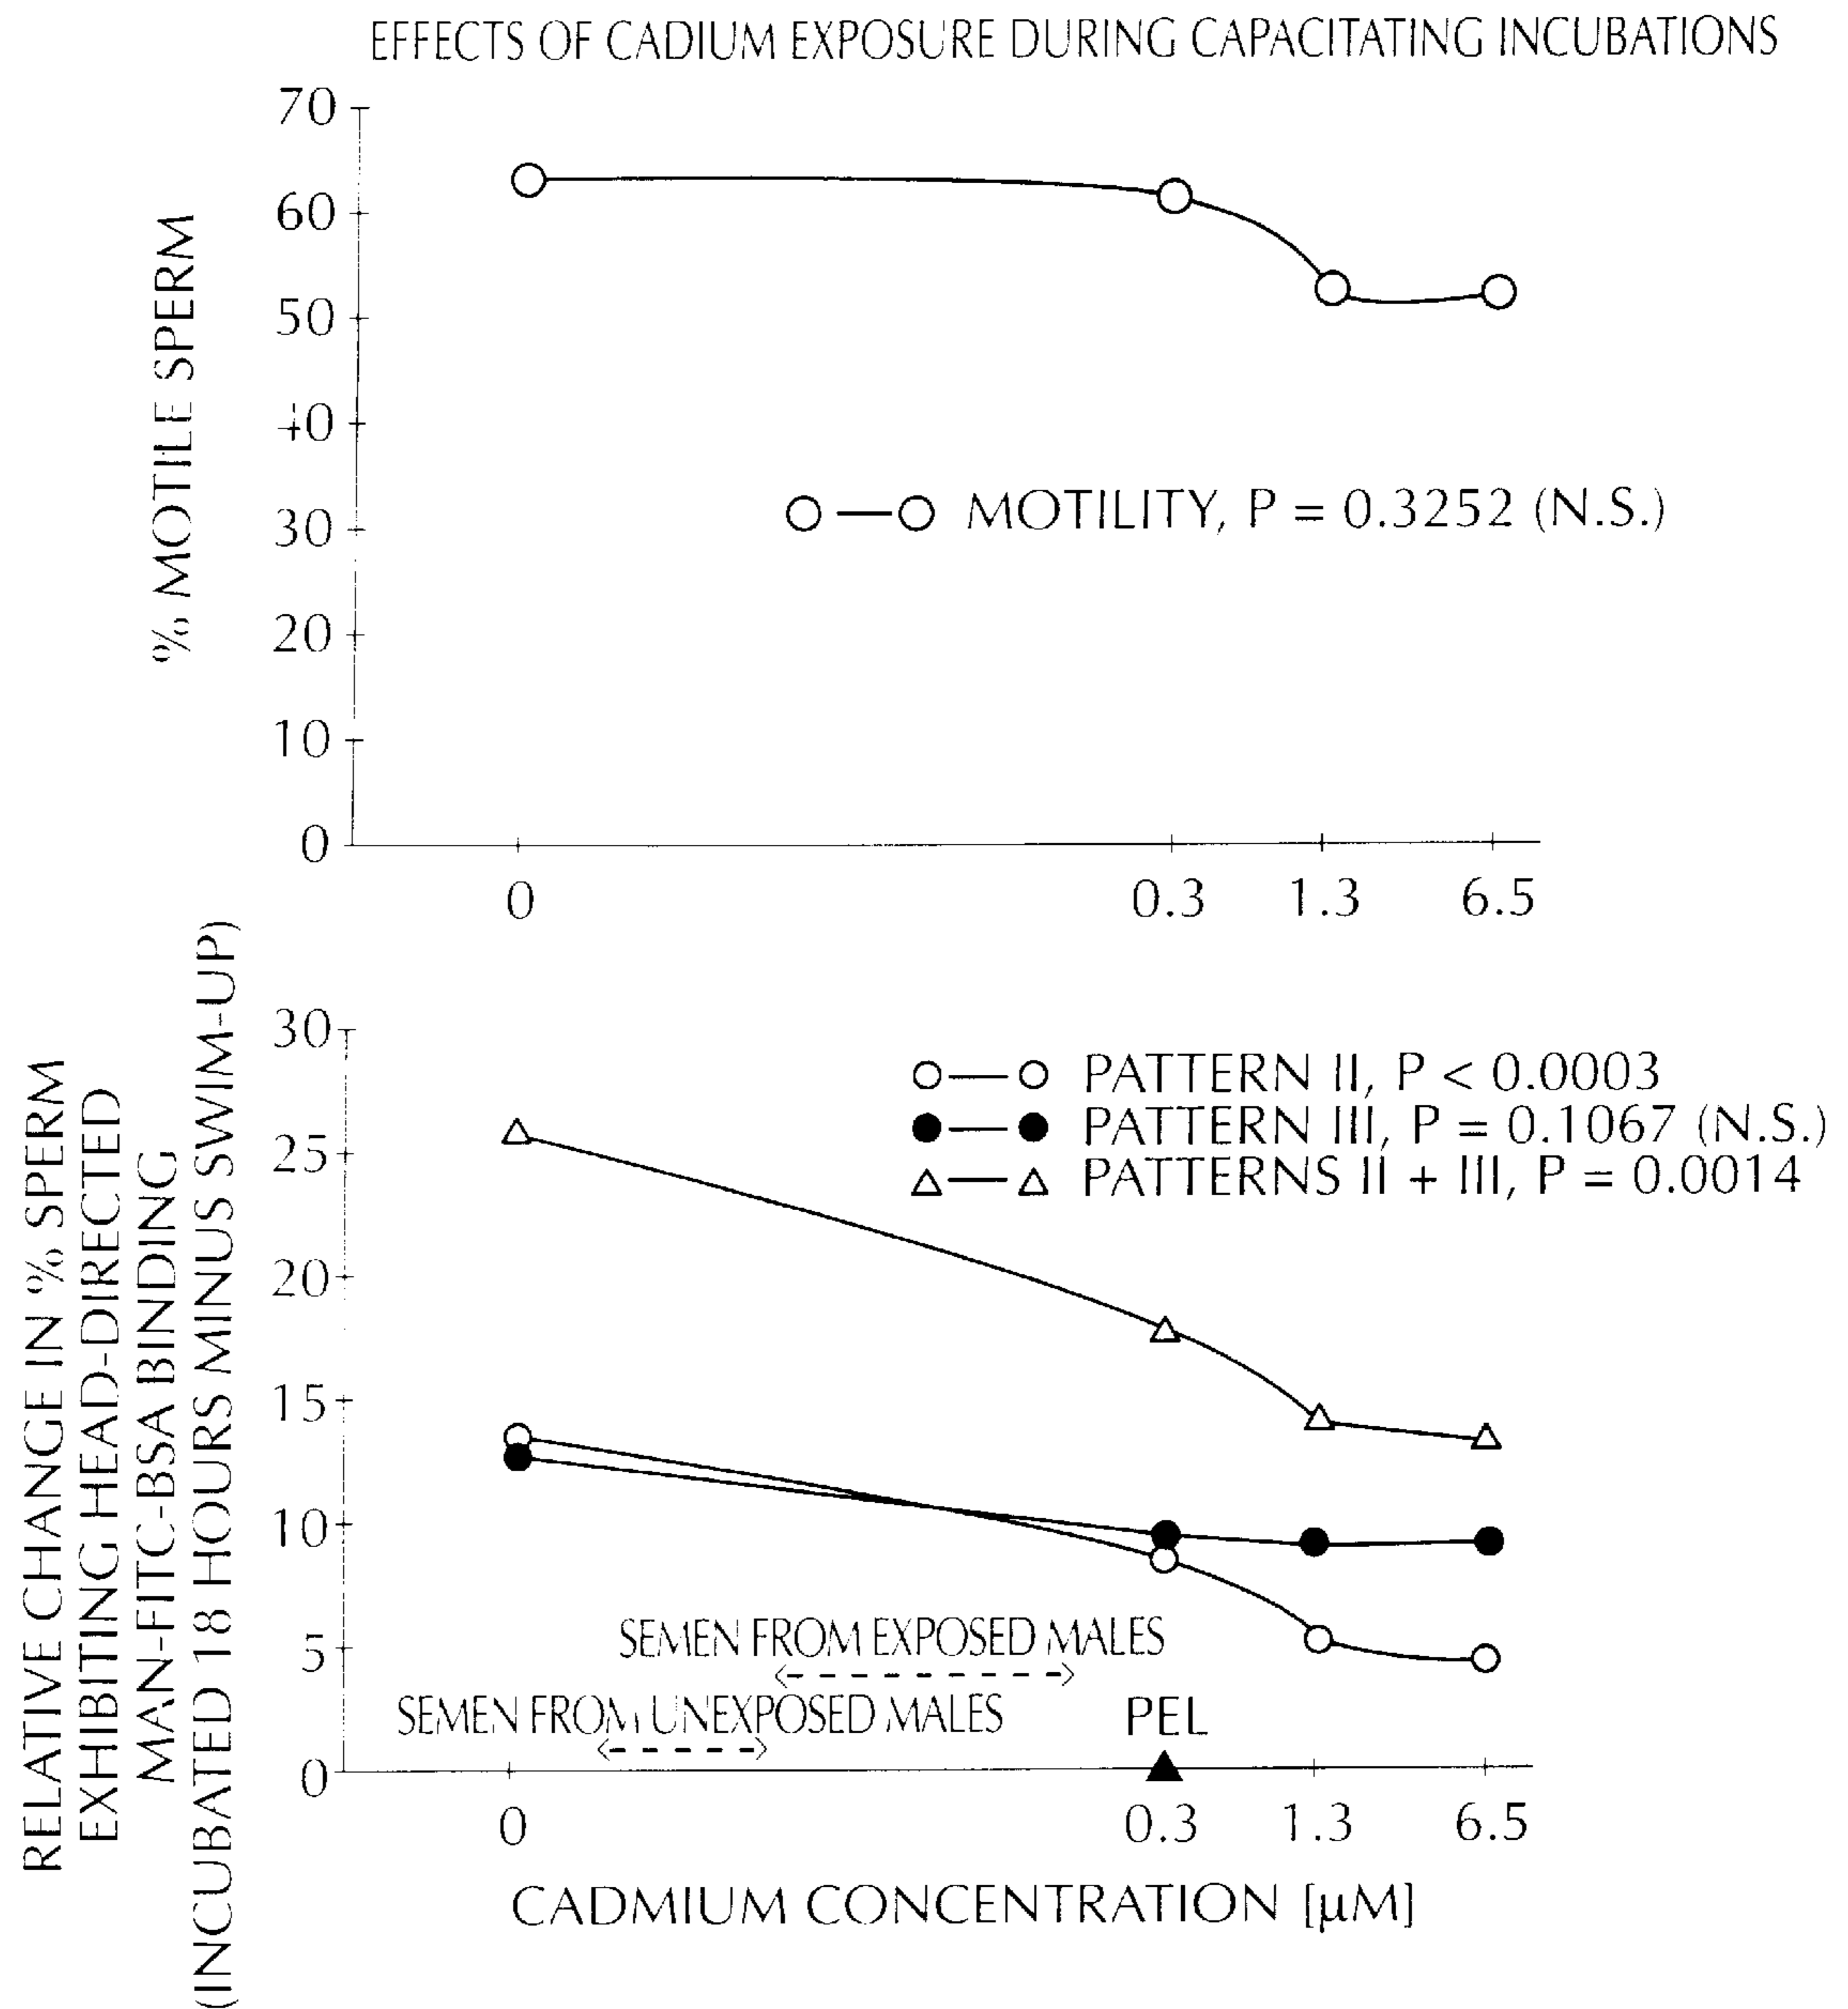 EFFECTS OF CADIUM EXPOSURE DURING CAPACITATING INCUBATIONS
% MOTILE SPERM
70
60
50
40
30
20
10
0
MOTILITY, P = 0.3252 (N.S.)
0 0.3 1.3 6.5
RELATIVE CHANGE IN % SPERM
EXHIBITING HEAD-DIRECTED
MAN-FITC-BSA BINDING
(INCUBATED 18 HOURS MINUS SWIM-UP)
30
25
20
15
10
5
0
PATTERN II, P < 0.0003
PATTERN III, P = 0.1067 (N.S.)
PATTERNS II + III, P = 0.0014
SEMEN FROM EXPOSED MALES
SEMEN FROM UNEXPOSED MALES
PEL
0 0.3 1.3 6.5
CADMIUM CONCENTRATION [μM]